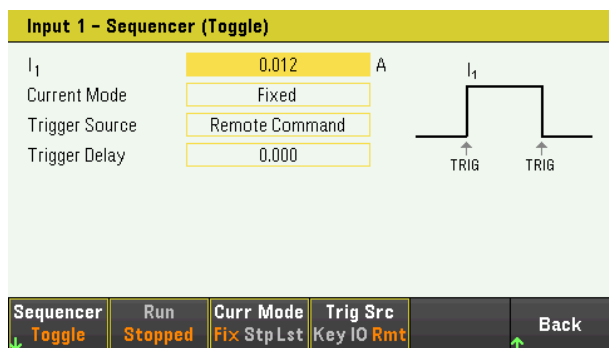 Input 1 – Sequencer (Toggle)
I₁ 0.012 A
Current Mode Fixed
Trigger Source Remote Command
Trigger Delay 0.000
I₁
TRIG TRIG
Sequencer Run Curr Mode Trig Src
Toggle Stopped Fix Stp Lst Key IO Rmt Back